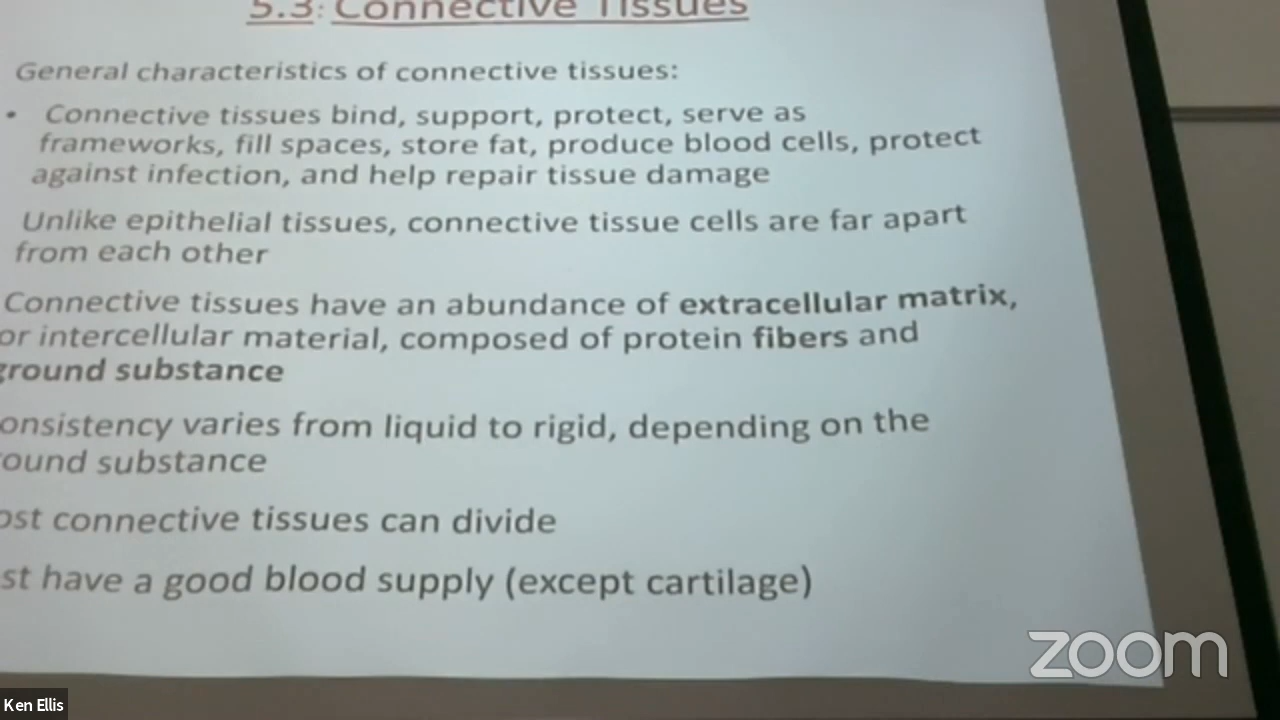 5.3: Connective Tissues
General characteristics of connective tissues:
• Connective tissues bind, support, protect, serve as
frameworks, fill spaces, store fat, produce blood cells, protect
against infection, and help repair tissue damage
Unlike epithelial tissues, connective tissue cells are far apart
from each other
Connective tissues have an abundance of extracellular matrix,
or intercellular material, composed of protein fibers and
ground substance
onsistency varies from liquid to rigid, depending on the
ound substance
ost connective tissues can divide
st have a good blood supply (except cartilage)
zoom
Ken Ellis